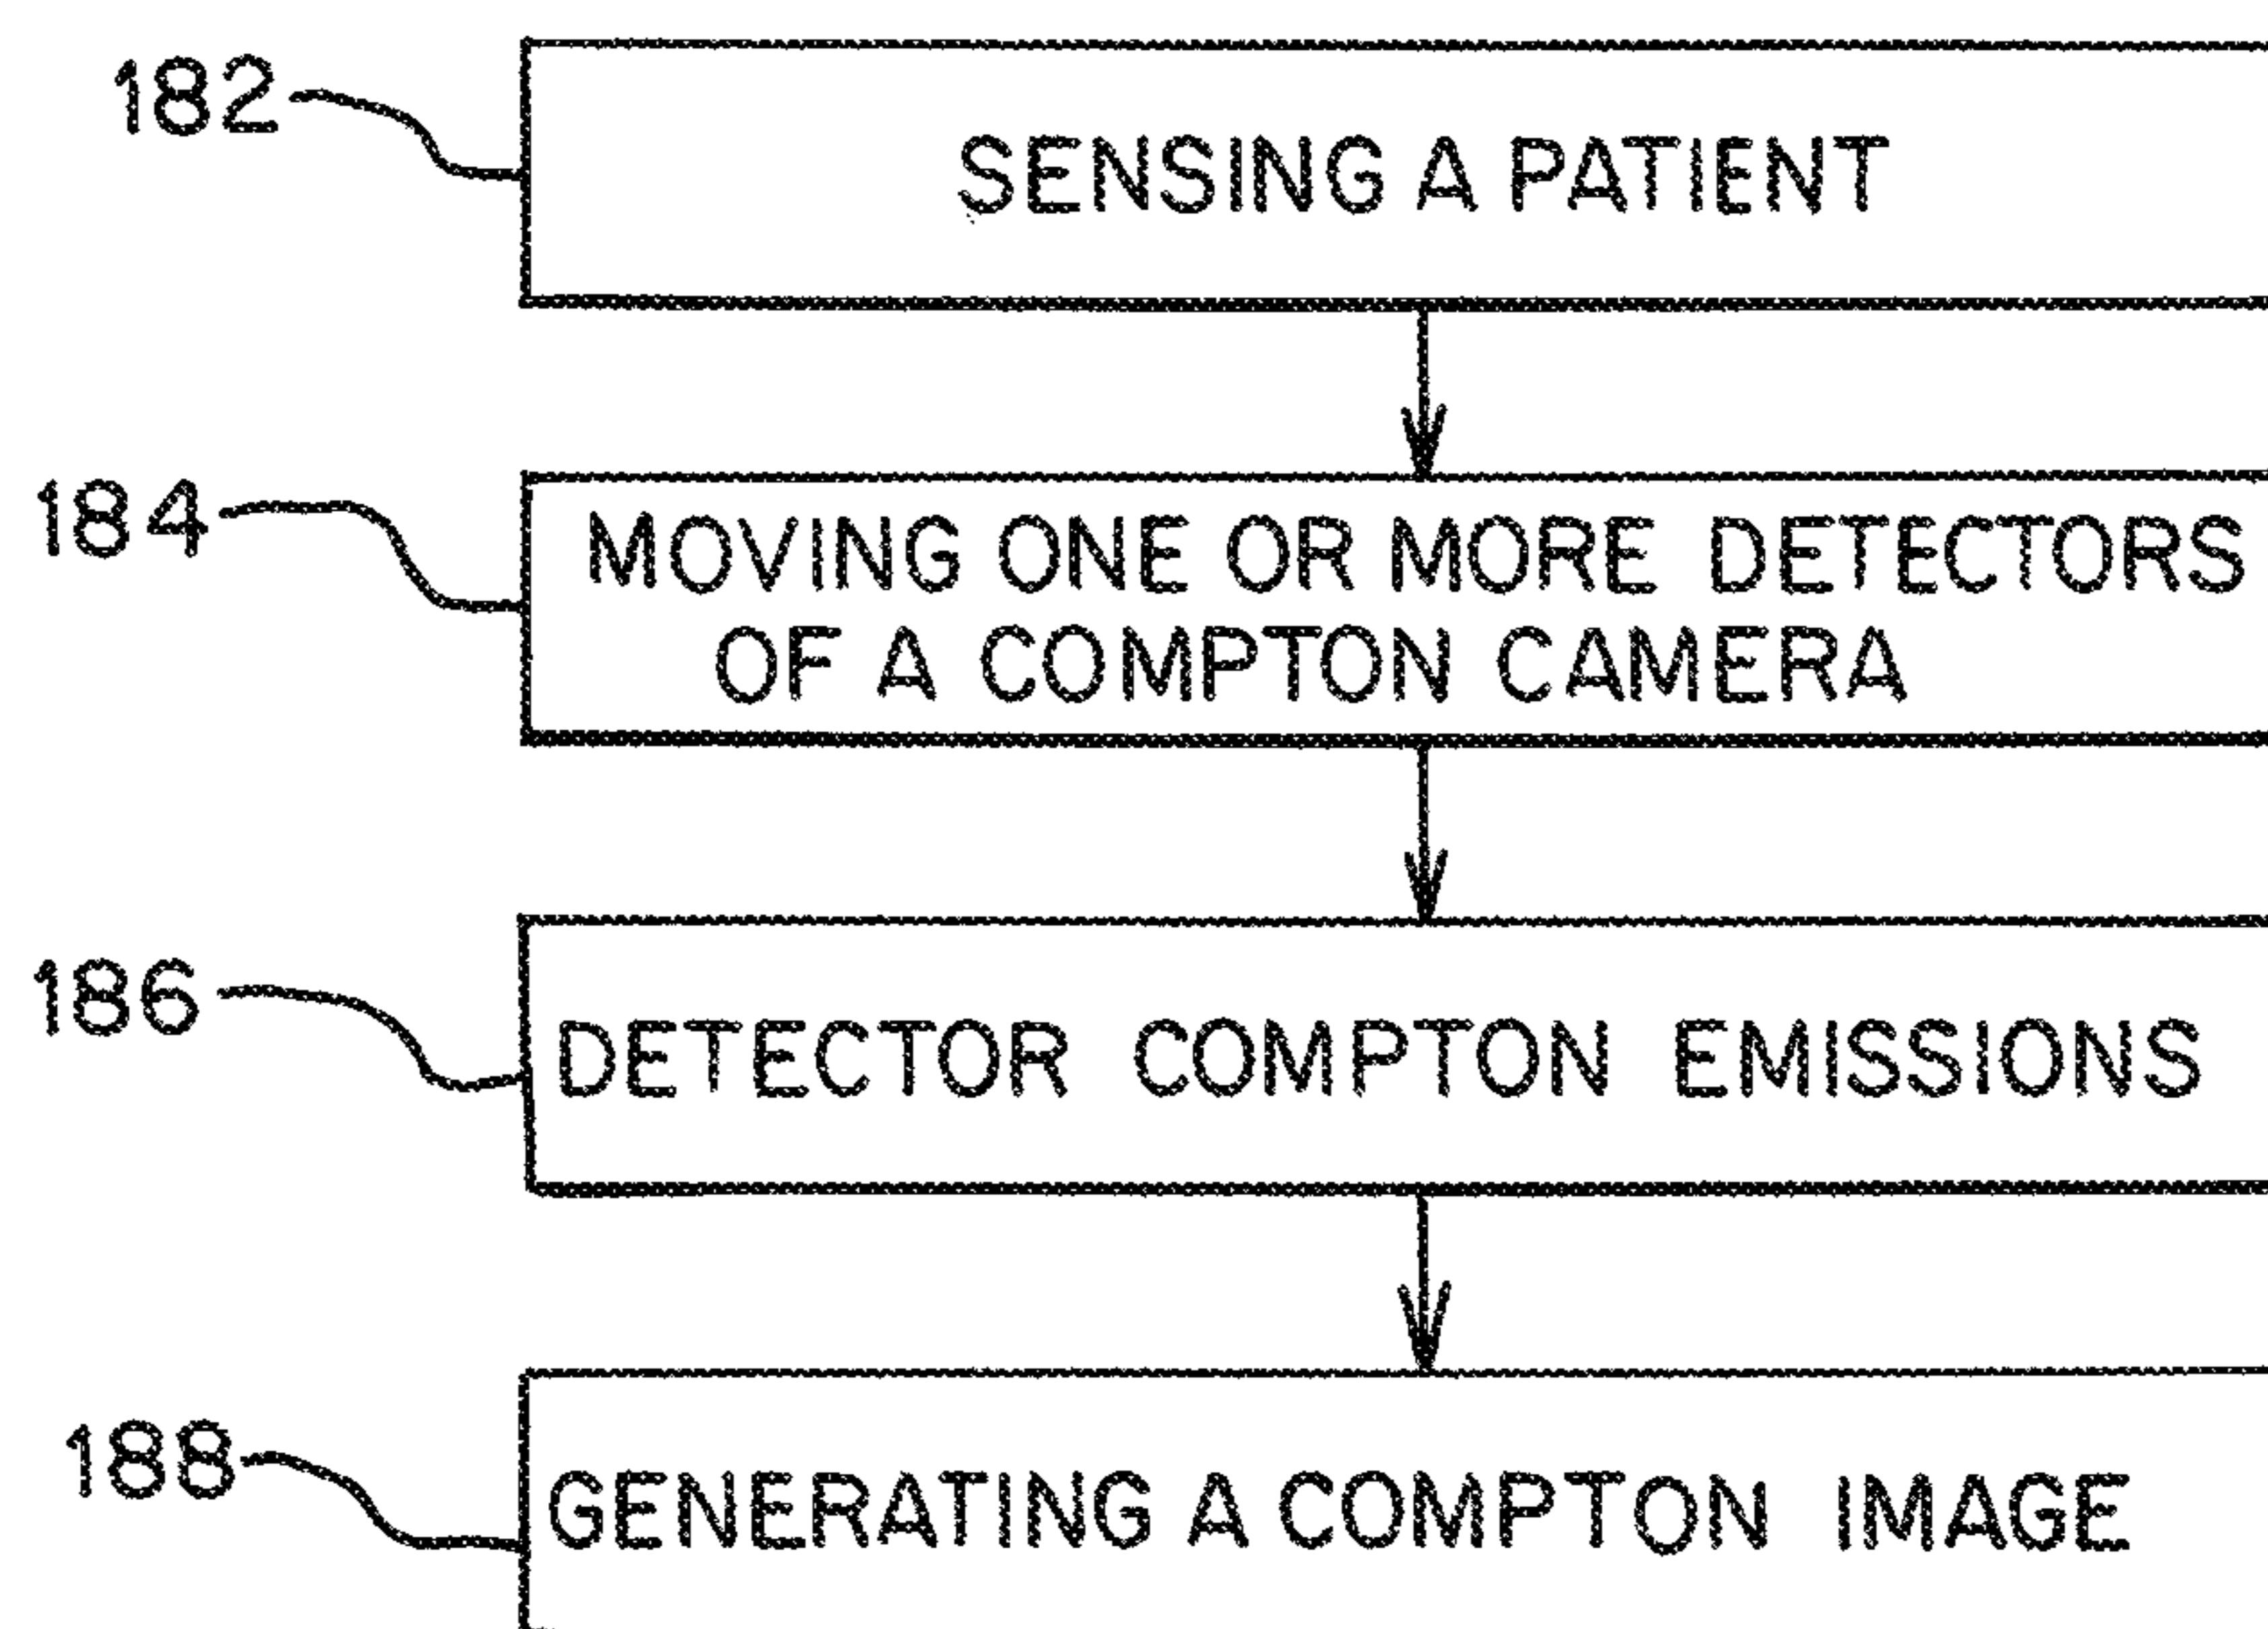 182
SENSING A PATIENT
184
MOVING ONE OR MORE DETECTORS
OF A COMPTON CAMERA
186
DETECTOR COMPTON EMISSIONS
188
GENERATING A COMPTON IMAGE